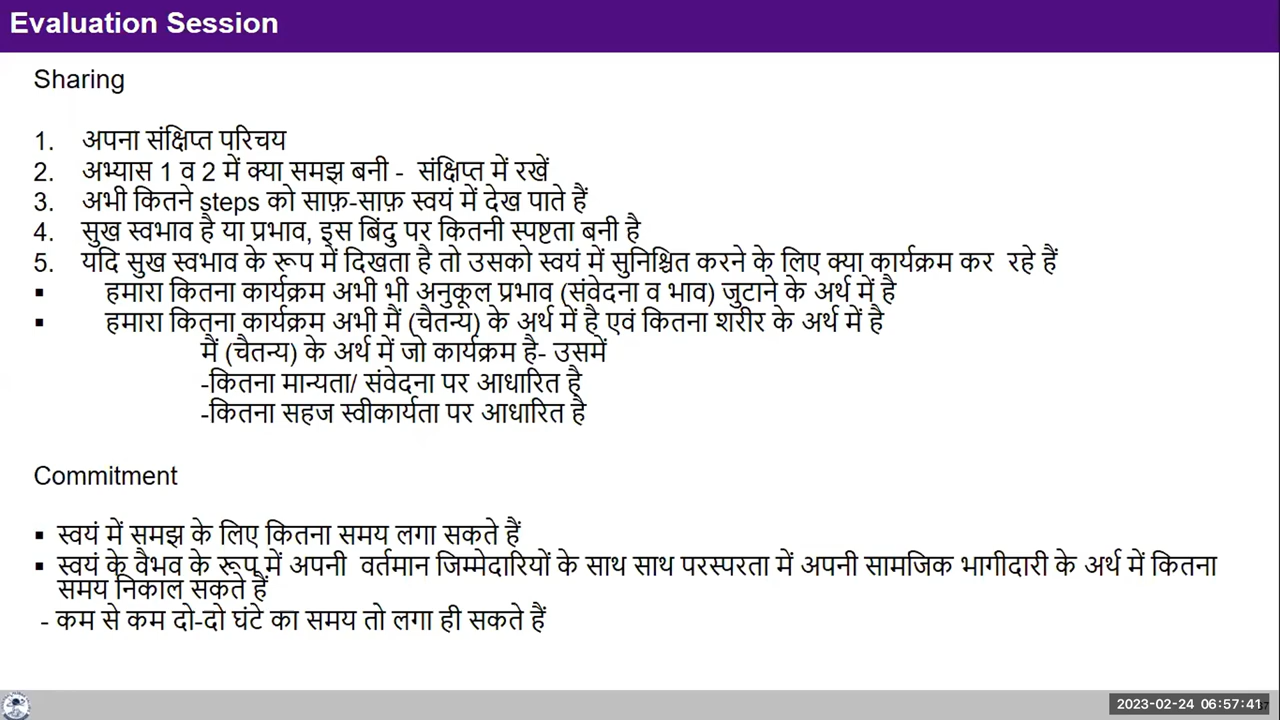 Evaluation Session
Sharing
1. अपना संक्षिप्त परिचय
2. अभ्यास 1 व 2 में क्या समझ बनी - संक्षिप्त में रखें
3. अभी कितने steps को साफ़-साफ़ स्वयं में देख पाते हैं
4. सुख स्वभाव है या प्रभाव, इस बिंदु पर कितनी स्पष्टता बनी है
5. यदि सुख स्वभाव के रूप में दिखता है तो उसको स्वयं में सुनिश्चित करने के लिए क्या कार्यक्रम कर रहे हैं
▪ हमारा कितना कार्यक्रम अभी भी अनुकूल प्रभाव (संवेदना व भाव) जुटाने के अर्थ में है
▪ हमारा कितना कार्यक्रम अभी मैं (चैतन्य) के अर्थ में है एवं कितना शरीर के अर्थ में है
मैं (चैतन्य) के अर्थ में जो कार्यक्रम है- उसमें
-कितना मान्यता/ संवेदना पर आधारित है
-कितना सहज स्वीकार्यता पर आधारित है
Commitment
▪ स्वयं में समझ के लिए कितना समय लगा सकते हैं
▪ स्वयं के वैभव के रूप में अपनी वर्तमान जिम्मेदारियों के साथ साथ परस्परता में अपनी सामजिक भागीदारी के अर्थ में कितना
समय निकाल सकते हैं
- कम से कम दो-दो घंटे का समय तो लगा ही सकते हैं
2023-02-24 06:57:41